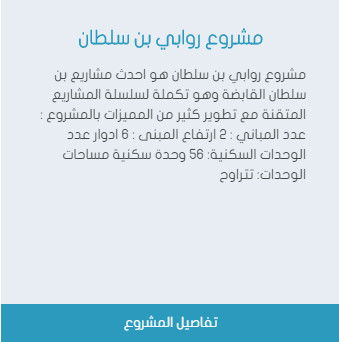 مشروع روابي بن سلطان
مشروع روابي بن سلطان هو احدث مشاريع بن
سلطان القابضة وهو تكملة لسلسلة المشاريع
المتقنة مع تطوير كثير من المميزات بالمشروع :
عدد المباني : 2 ارتفاع المبنى : 6 ادوار عدد
الوحدات السكنية: 56 وحدة سكنية مساحات
الوحدات: تتراوح
تفاصيل المشروع